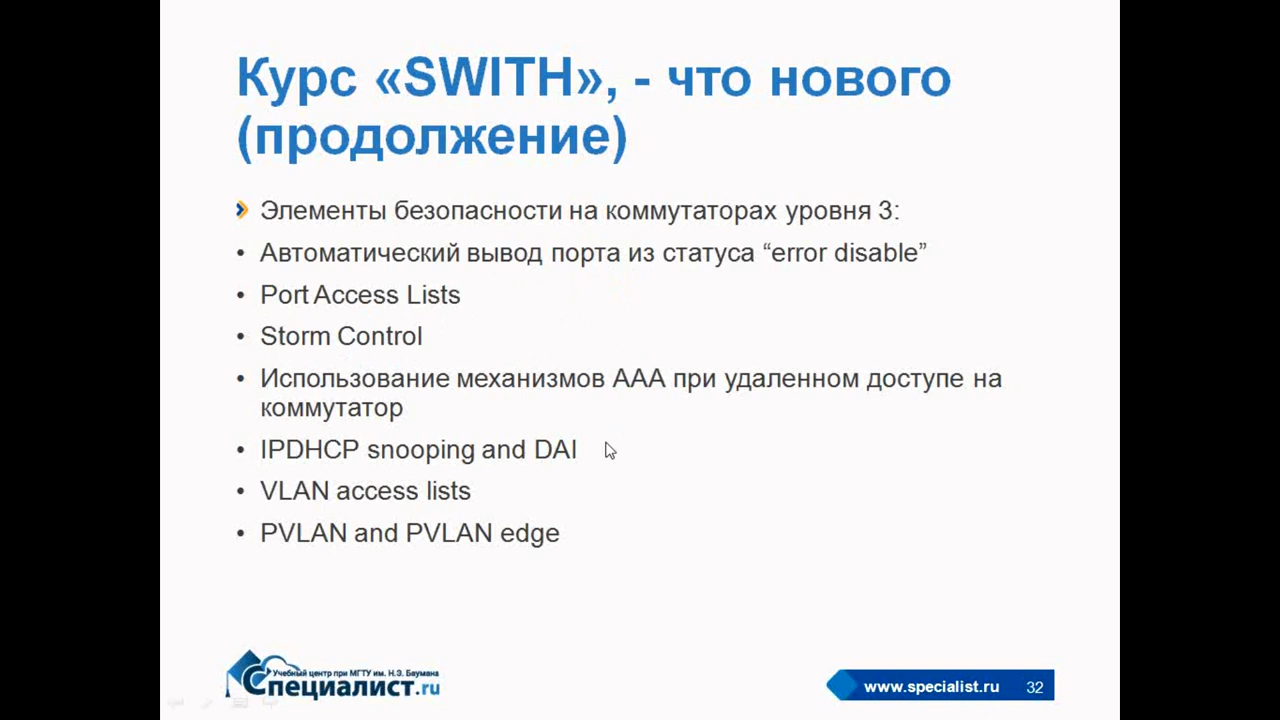 Курс «SWITH», - что нового
(продолжение)
Элементы безопасности на коммутаторах уровня 3:
• Автоматический вывод порта из статуса “error disable”
• Port Access Lists
• Storm Control
• Использование механизмов ААА при удаленном доступе на
коммутатор
• IPDHCP snooping and DAI
• VLAN access lists
• PVLAN and PVLAN edge
Учебный центр при МГТУ им. Н.Э. Баумана
Специалист.ru
www.specialist.ru 32